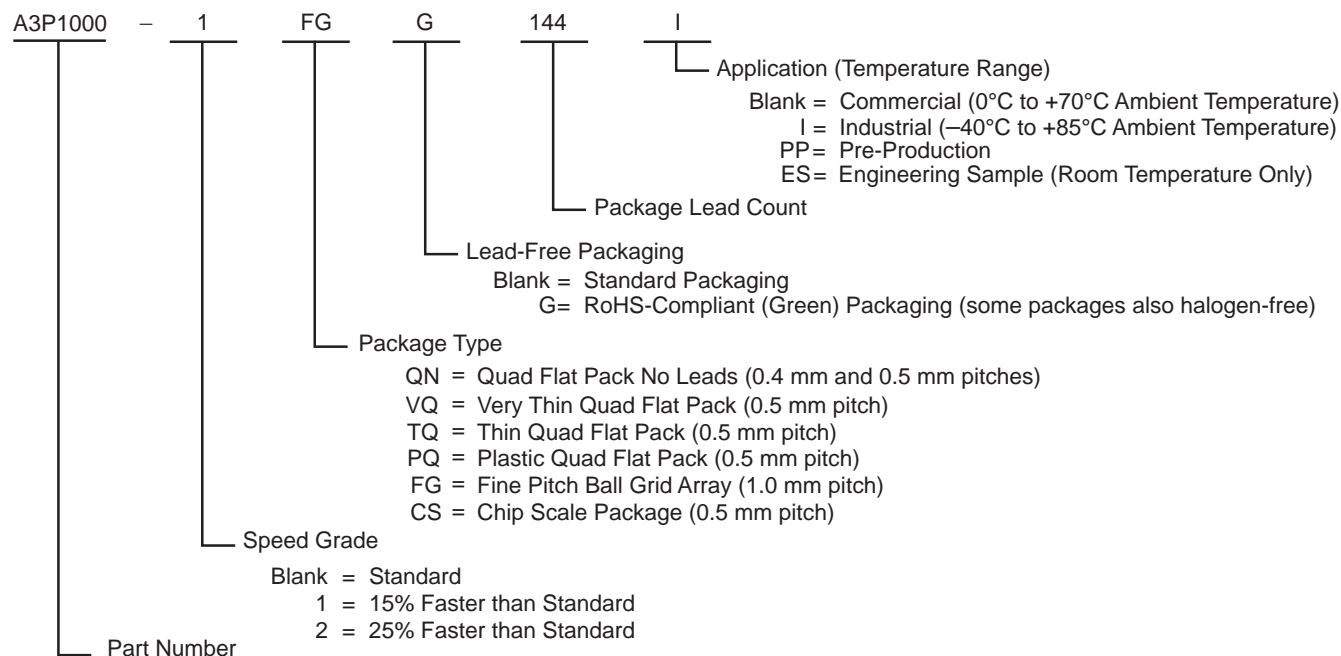 A3P1000 – 1 FG G 144 I
Application (Temperature Range)
Blank = Commercial (0°C to +70°C Ambient Temperature)
I = Industrial (–40°C to +85°C Ambient Temperature)
PP= Pre-Production
ES= Engineering Sample (Room Temperature Only)
Package Lead Count
Lead-Free Packaging
Blank = Standard Packaging
G= RoHS-Compliant (Green) Packaging (some packages also halogen-free)
Package Type
QN = Quad Flat Pack No Leads (0.4 mm and 0.5 mm pitches)
VQ = Very Thin Quad Flat Pack (0.5 mm pitch)
TQ = Thin Quad Flat Pack (0.5 mm pitch)
PQ = Plastic Quad Flat Pack (0.5 mm pitch)
FG = Fine Pitch Ball Grid Array (1.0 mm pitch)
CS = Chip Scale Package (0.5 mm pitch)
Speed Grade
Blank = Standard
1 = 15% Faster than Standard
2 = 25% Faster than Standard
Part Number